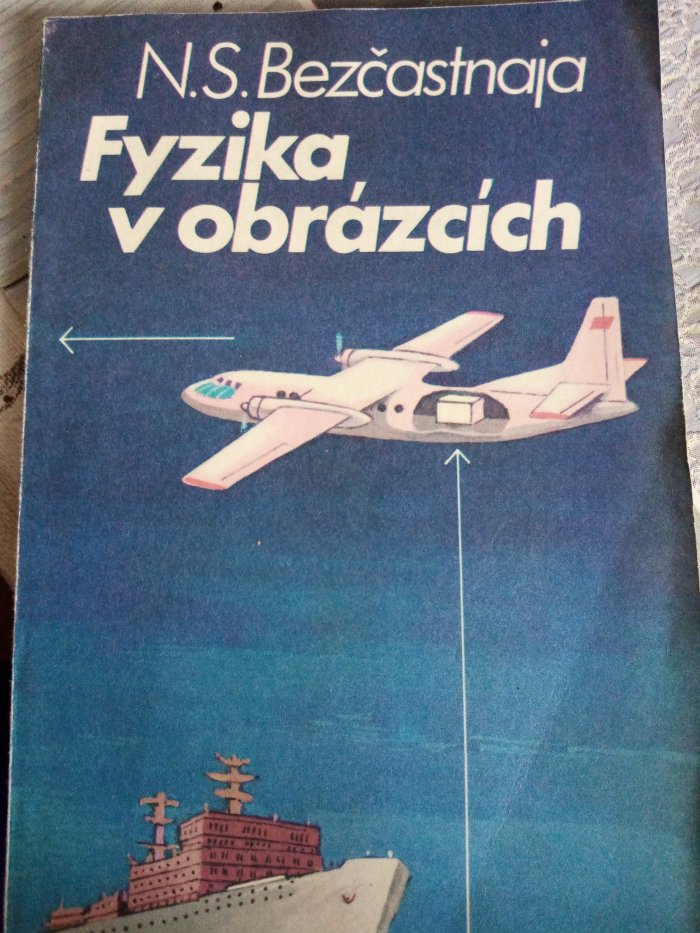 N.S. Bezčastnaja
Fyzika
v obrázcích